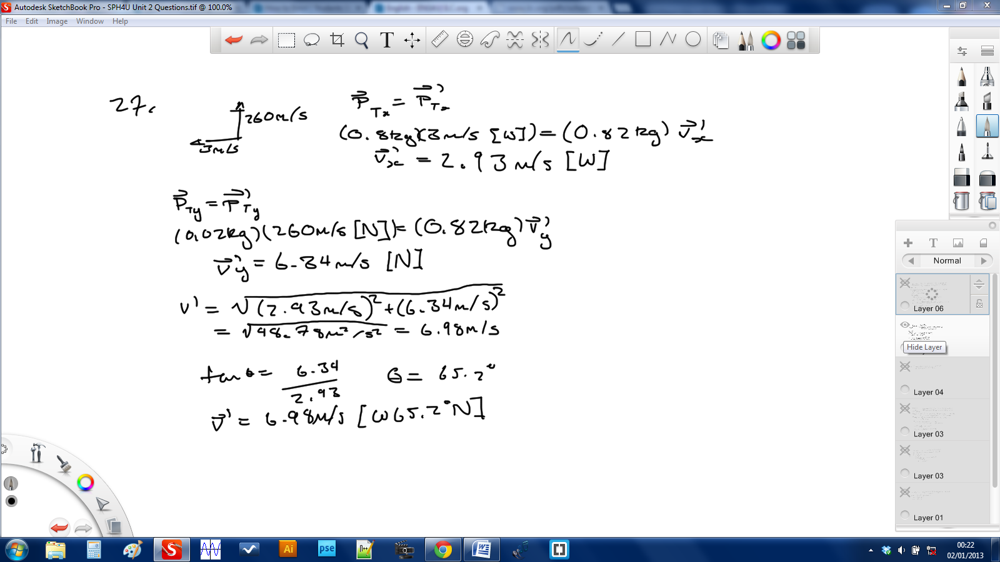 Autodesk SketchBook Pro - SPH4U Unit 2 Questions.tif @ 100.0%
File Edit Image Window Help
T
27.
260m/s
3m/s
P⃗Tx = P⃗Tx'
(0.8kg)(3m/s [W]) = (0.82kg) v⃗x'
v⃗x' = 2.93 m/s [W]
P⃗Ty = P⃗Ty'
(0.02kg)(260m/s [N]) = (0.82kg) v⃗y'
v⃗y' = 6.34 m/s [N]
v' = √(2.93m/s)² + (6.34m/s)²
= √48.78m²/s² = 6.98m/s
tan θ = 6.34 / 2.93 θ = 65.2°
v⃗' = 6.98m/s [W65.2°N]
T
Normal
Layer 06
Hide Layer
Layer 04
Layer 03
Layer 03
Layer 01
Ai
pse
n++
W
00:22
02/01/2013